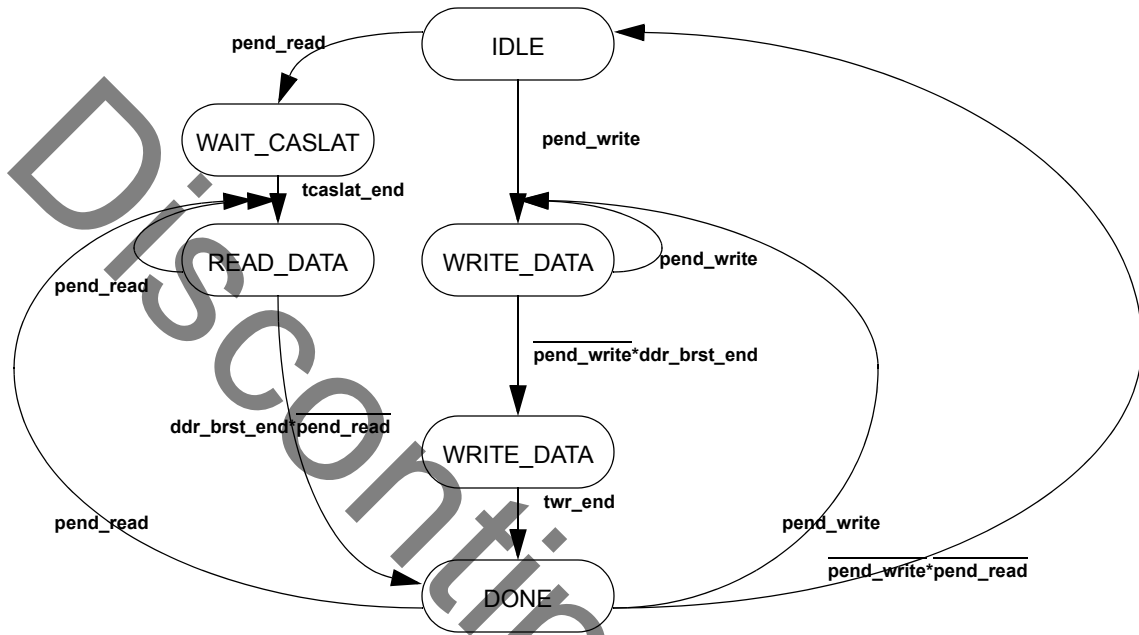 IDLE
pend_read
WAIT_CASLAT
pend_write
tcaslat_end
READ_DATA
WRITE_DATA
pend_write
pend_read
pend_write*ddr_brst_end
ddr_brst_end*pend_read
WRITE_DATA
twr_end
pend_read
pend_write
pend_write*pend_read
DONE
Discontin